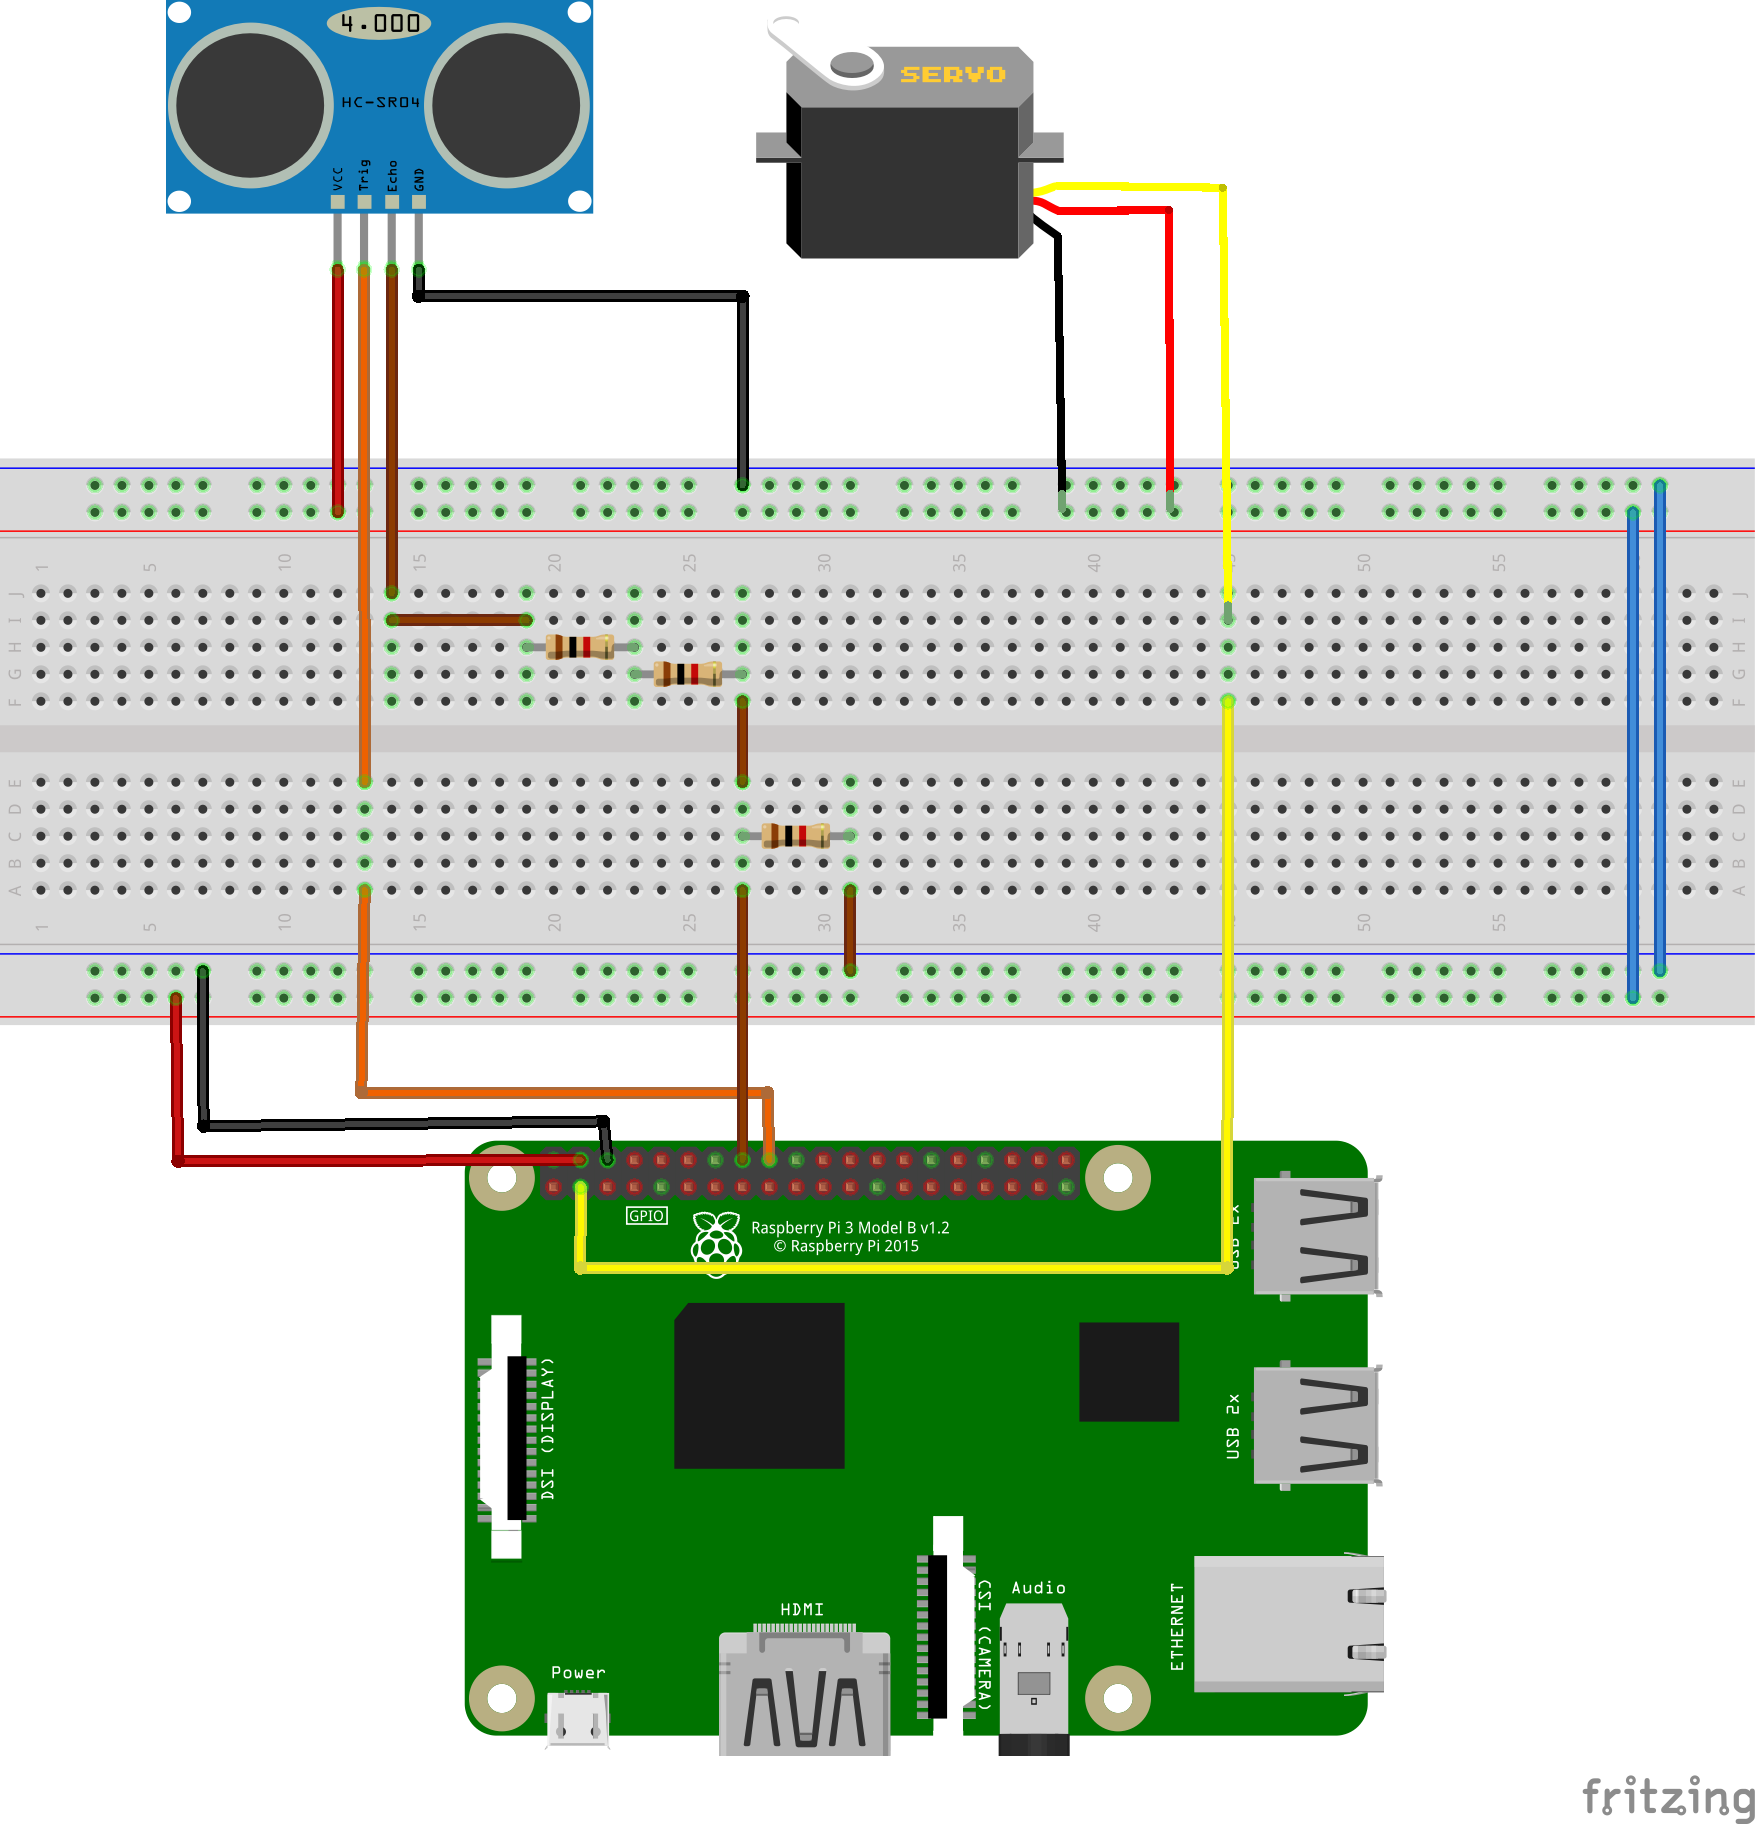 4.000
HC-SR04
VCC
Trig
Echo
GND
SERVO
1 5 10 15 20 25 30 35 40 45 50 55
J J
I I
H H
G G
F F
E E
D D
C C
B B
A A
1 5 10 15 20 25 30 35 40 50 55
GPIO
Raspberry Pi 3 Model B v1.2
© Raspberry Pi 2015
USB 2x
DSI (DISPLAY)
USB 2x
CSI (CAMERA)
Audio
ETHERNET
HDMI
Power
fritzing